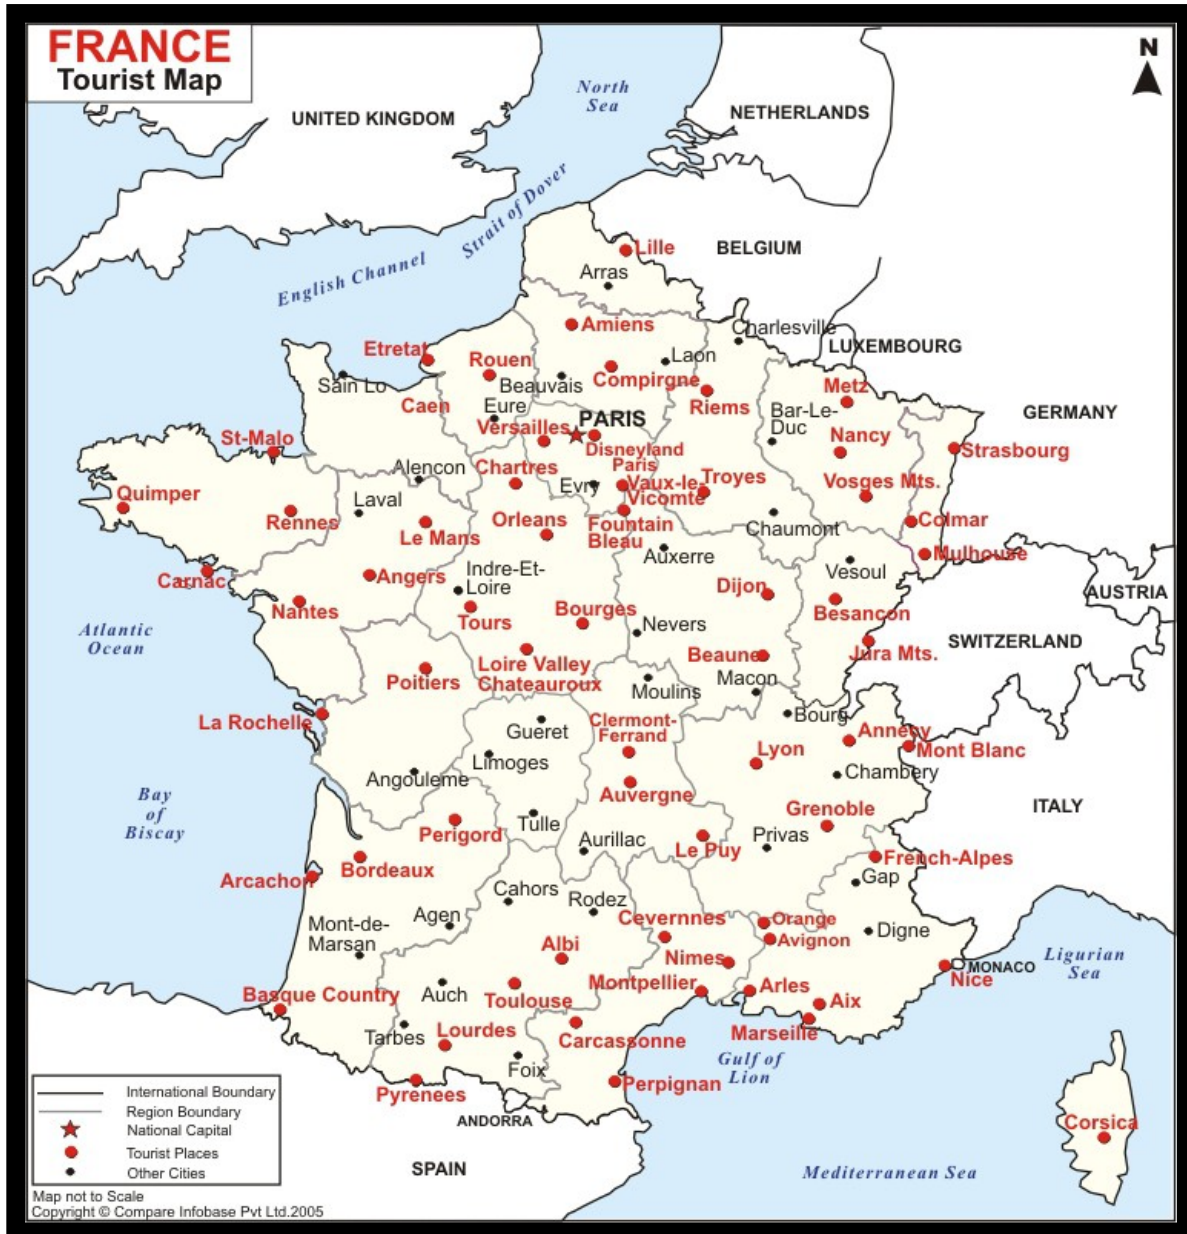 FRANCE
Tourist Map
N
North
Sea
UNITED KINGDOM
NETHERLANDS
Strait of Dover
English Channel
BELGIUM
Lille
Arras
Amiens
Charlesville
LUXEMBOURG
Etretat
Rouen
Laon
Sain Lo
Beauvais
Compirgne
Riems
Metz
GERMANY
Caen
Eure
PARIS
Bar-Le-
Duc
Versailles
Nancy
St-Malo
Disneyland
Paris
Strasbourg
Alencon
Chartres
Evry
Vaux-le-
Vicomte
Troyes
Vosges Mts.
Quimper
Laval
Rennes
Le Mans
Orleans
Fountain
Bleau
Chaumont
Colmar
Auxerre
Mulhouse
Carnac
Angers
Indre-Et-
Loire
Vesoul
Dijon
AUSTRIA
Nantes
Tours
Bourges
Besancon
Atlantic
Ocean
Nevers
SWITZERLAND
Beaune
Jura Mts.
Poitiers
Loire Valley
Chateauroux
Moulins
Macon
La Rochelle
Gueret
Clermont-
Ferrand
Bourg
Annecy
Lyon
Mont Blanc
Limoges
Angouleme
Chambery
Auvergne
Bay
of
Biscay
ITALY
Perigord
Tulle
Grenoble
Aurillac
Le Puy
Privas
Bordeaux
French-Alpes
Arcachon
Gap
Cahors
Rodez
Agen
Cevernnes
Orange
Mont-de-
Marsan
Digne
Avignon
Albi
Nimes
Ligurian
Sea
MONACO
Nice
Basque Country
Auch
Toulouse
Montpellier
Arles
Aix
Tarbes
Lourdes
Carcassonne
Marseille
Gulf of
Lion
Foix
Pyrenees
Perpignan
ANDORRA
Corsica
SPAIN
Mediterranean Sea
International Boundary
Region Boundary
National Capital
Tourist Places
Other Cities
Map not to Scale
Copyright © Compare Infobase Pvt Ltd.2005